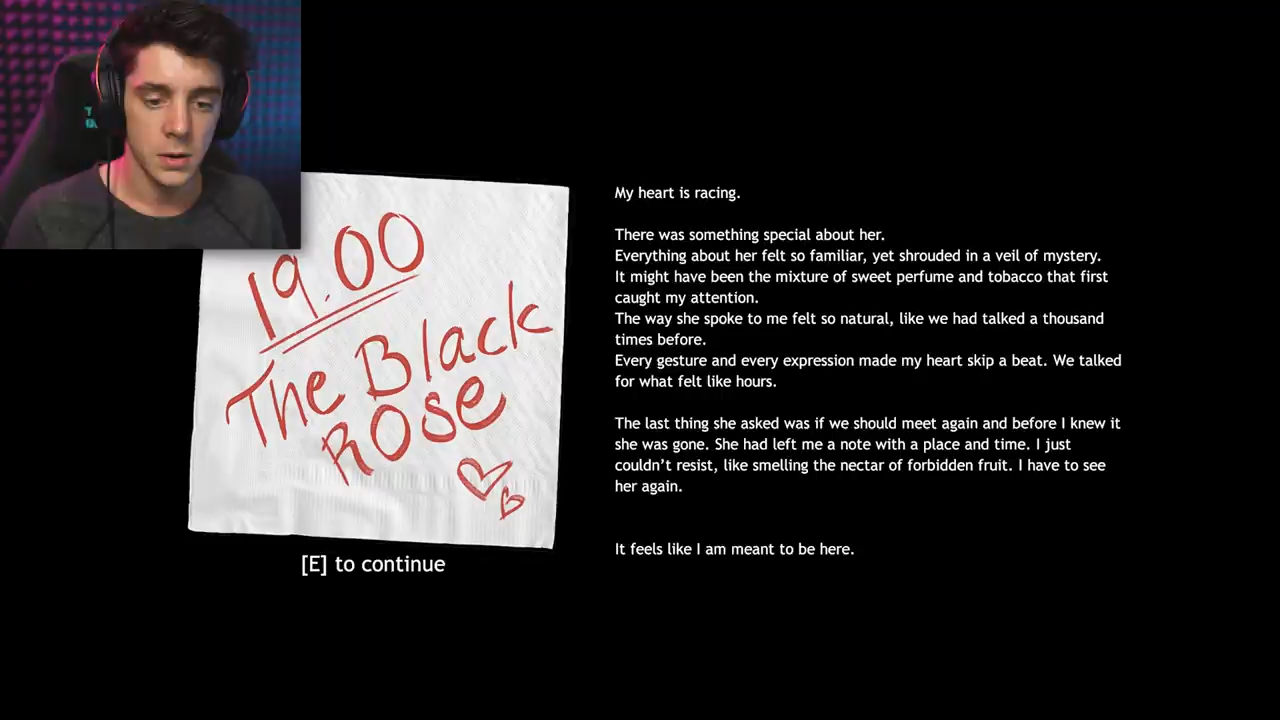 19.00
The Black
Rose
[E] to continue
My heart is racing.
There was something special about her.
Everything about her felt so familiar, yet shrouded in a veil of mystery.
It might have been the mixture of sweet perfume and tobacco that first
caught my attention.
The way she spoke to me felt so natural, like we had talked a thousand
times before.
Every gesture and every expression made my heart skip a beat. We talked
for what felt like hours.
The last thing she asked was if we should meet again and before I knew it
she was gone. She had left me a note with a place and time. I just
couldn't resist, like smelling the nectar of forbidden fruit. I have to see
her again.
It feels like I am meant to be here.